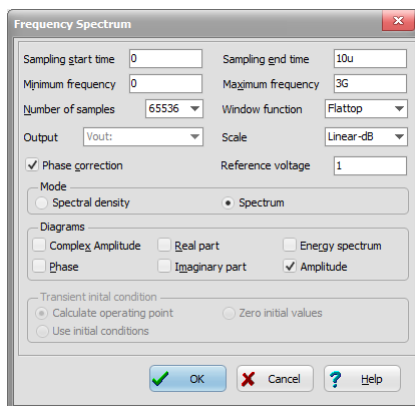 Frequency Spectrum
Sampling start time 0 Sampling end time 10u
Minimum frequency 0 Maximum frequency 3G
Number of samples 65536 Window function Flattop
Output Vout: Scale Linear-dB
Phase correction Reference voltage 1
Mode
Spectral density Spectrum
Diagrams
Complex Amplitude Real part Energy spectrum
Phase Imaginary part Amplitude
Transient inital condition
Calculate operating point Zero initial values
Use initial conditions
OK Cancel ? Help